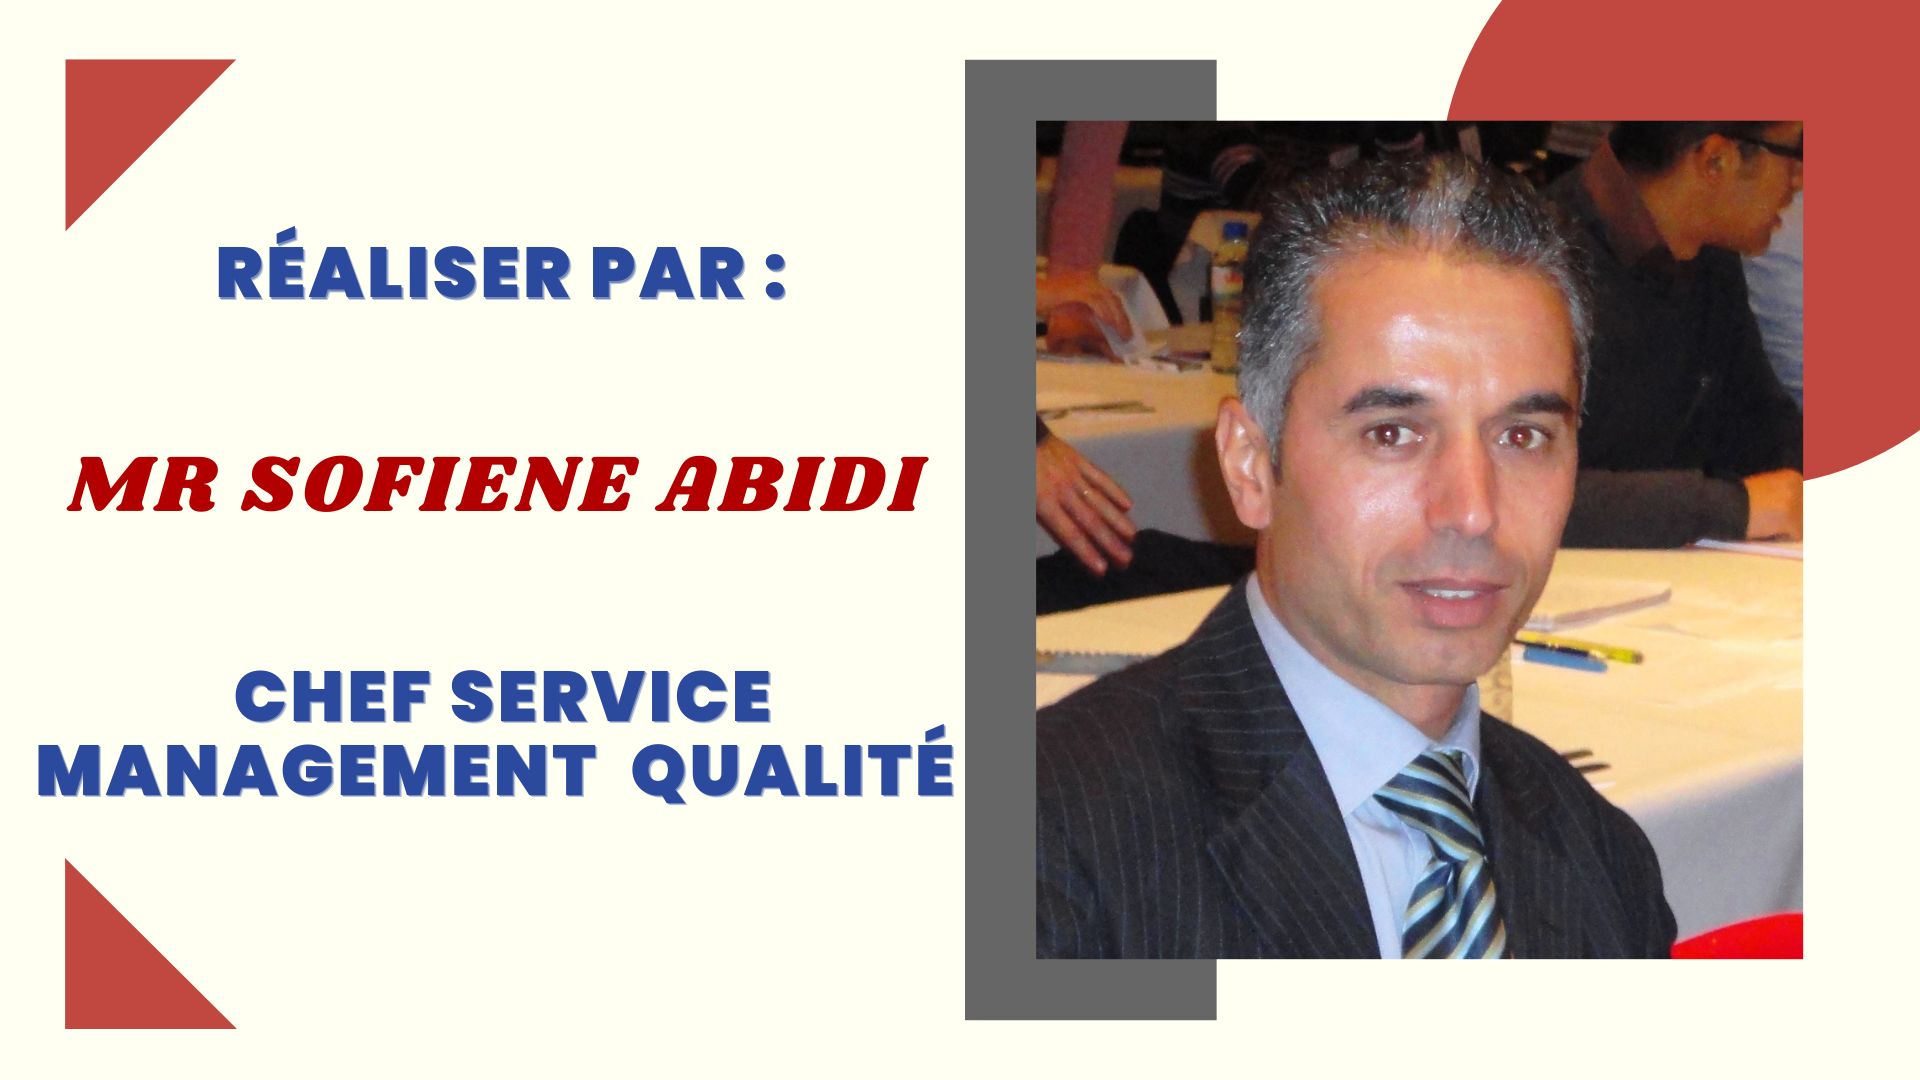 RÉALISER PAR :
MR SOFIENE ABIDI
CHEF SERVICE
MANAGEMENT QUALITÉ